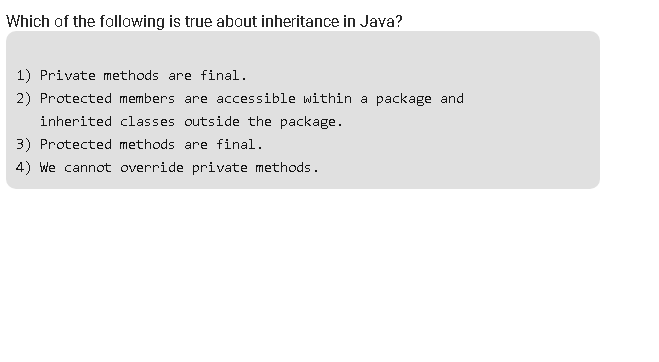 Which of the following is true about inheritance in Java?
1) Private methods are final.
2) Protected members are accessible within a package and
inherited classes outside the package.
3) Protected methods are final.
4) We cannot override private methods.